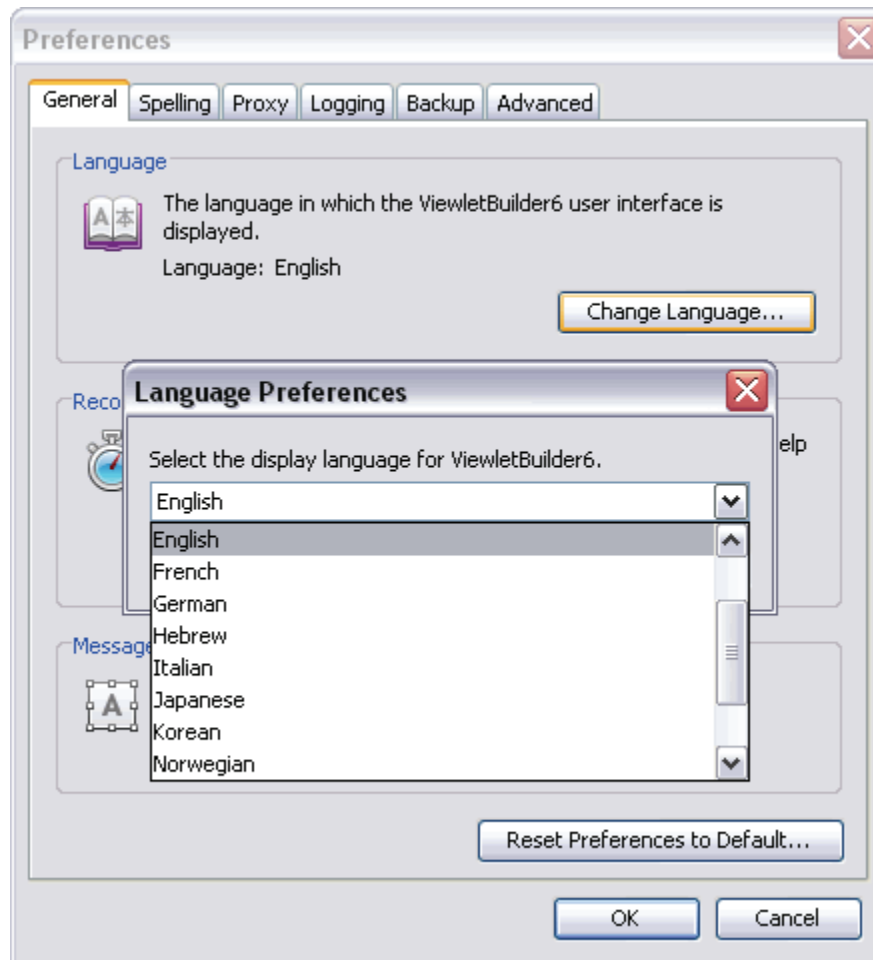 Preferences
General Spelling Proxy Logging Backup Advanced
Language
The language in which the ViewletBuilder6 user interface is
displayed.
Language: English
Change Language...
Language Preferences
Select the display language for ViewletBuilder6.
English
English
French
German
Hebrew
Italian
Japanese
Korean
Norwegian
Reset Preferences to Default...
OK Cancel